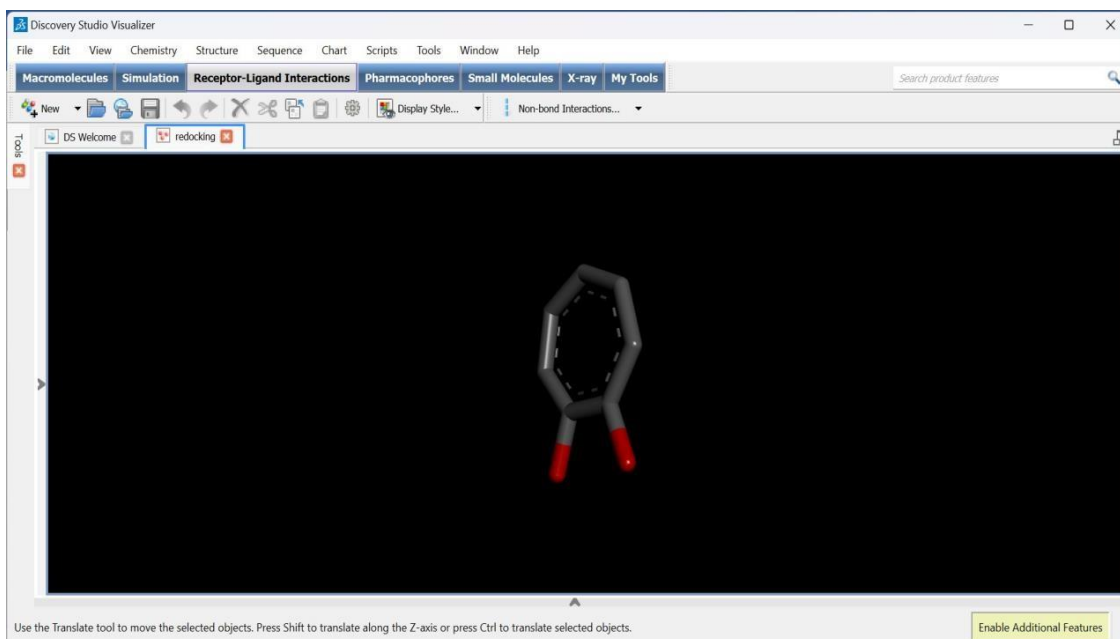 Discovery Studio Visualizer
File Edit View Chemistry Structure Sequence Chart Scripts Tools Window Help
Macromolecules Simulation Receptor-Ligand Interactions Pharmacophores Small Molecules X-ray My Tools Search product features
New Display Style... Non-bond Interactions...
Tools
DS Welcome redocking
Use the Translate tool to move the selected objects. Press Shift to translate along the Z-axis or press Ctrl to translate selected objects. Enable Additional Features